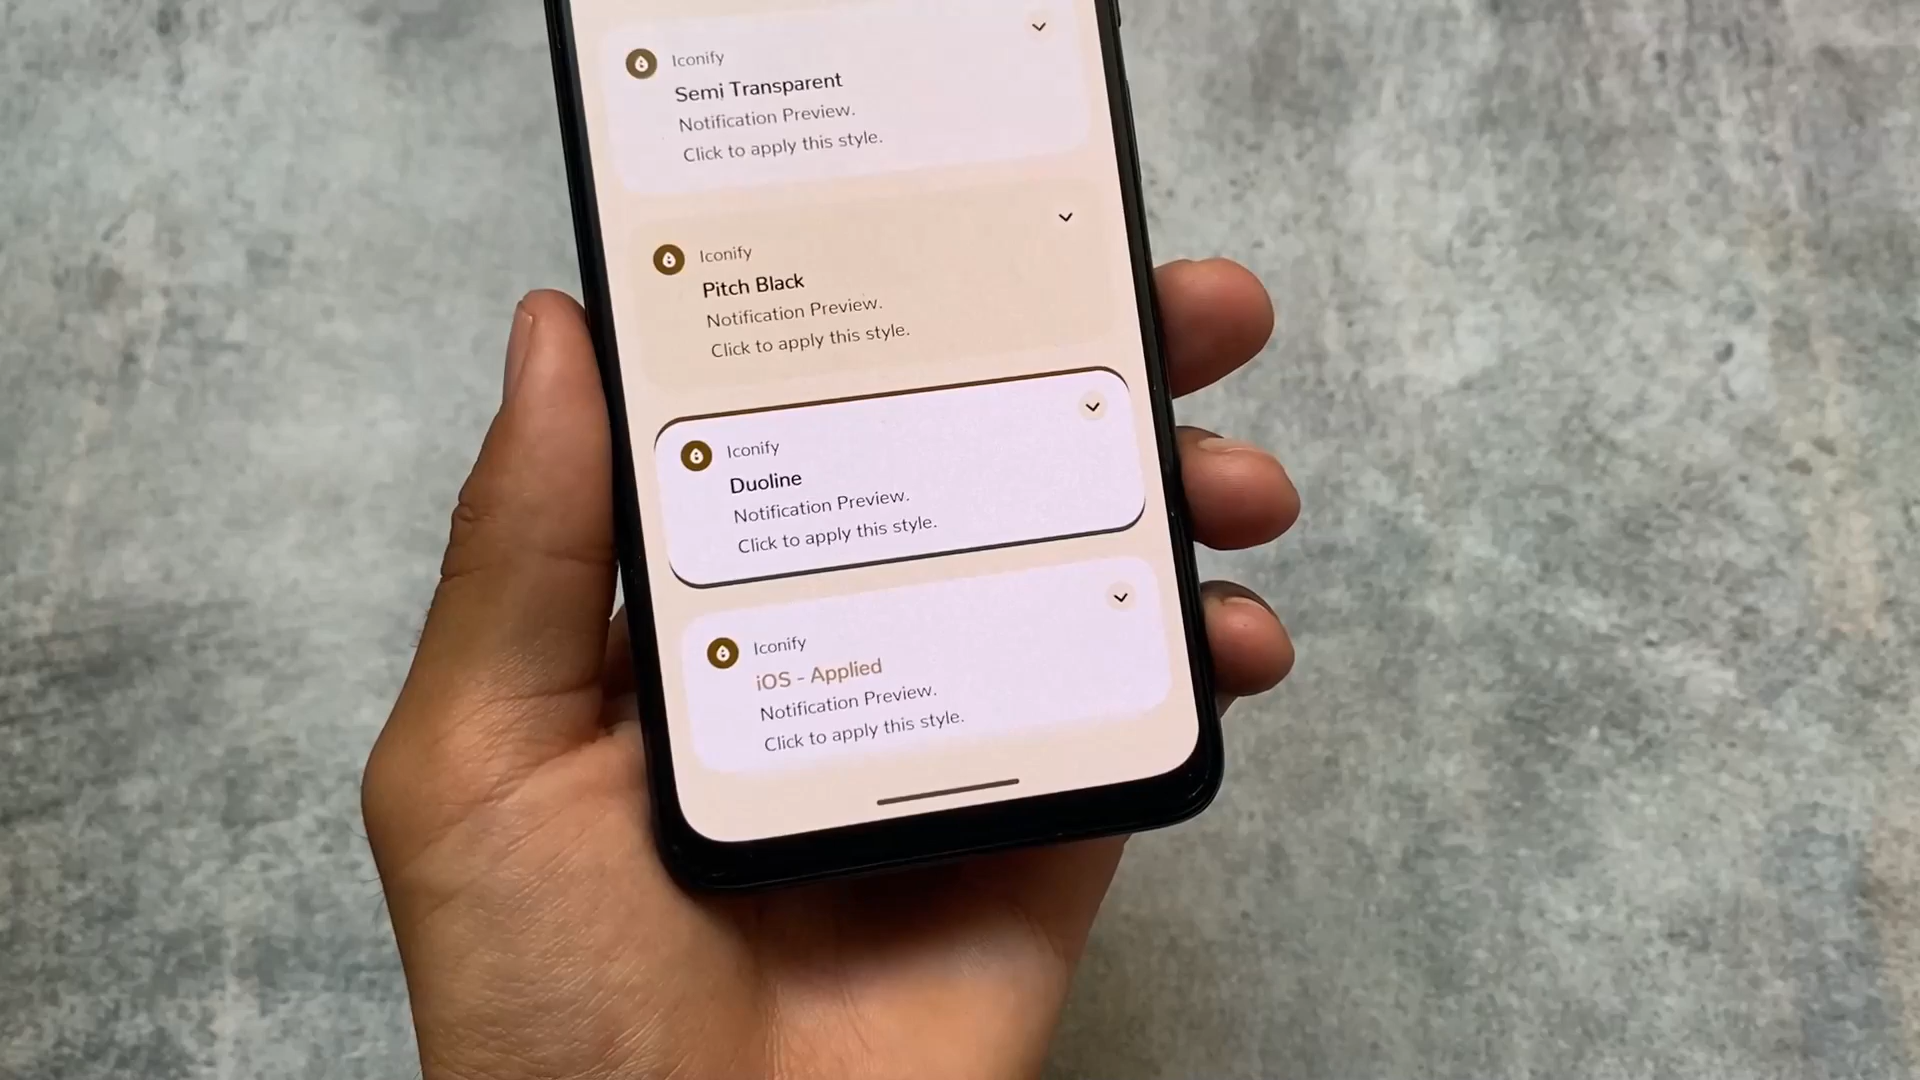 Iconify
Semi Transparent
Notification Preview.
Click to apply this style.
Iconify
Pitch Black
Notification Preview.
Click to apply this style.
Iconify
Duoline
Notification Preview.
Click to apply this style.
Iconify
iOS - Applied
Notification Preview.
Click to apply this style.